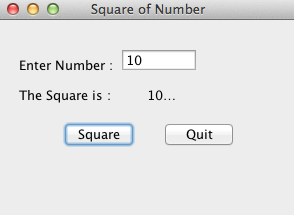 Square of Number
Enter Number : 10
The Square is : 10...
Square Quit